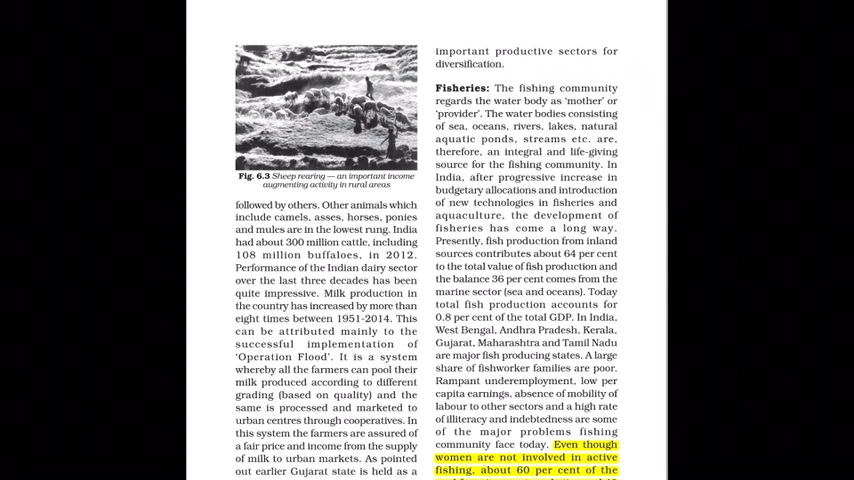 Fig. 6.3 Sheep rearing — an important income
augmenting activity in rural areas
followed by others. Other animals which
include camels, asses, horses, ponies
and mules are in the lowest rung. India
had about 300 million cattle, including
108 million buffaloes, in 2012.
Performance of the Indian dairy sector
over the last three decades has been
quite impressive. Milk production in
the country has increased by more than
eight times between 1951-2014. This
can be attributed mainly to the
successful implementation of
‘Operation Flood’. It is a system
whereby all the farmers can pool their
milk produced according to different
grading (based on quality) and the
same is processed and marketed to
urban centres through cooperatives. In
this system the farmers are assured of
a fair price and income from the supply
of milk to urban markets. As pointed
out earlier Gujarat state is held as a
important productive sectors for
diversification.
Fisheries: The fishing community
regards the water body as ‘mother’ or
‘provider’. The water bodies consisting
of sea, oceans, rivers, lakes, natural
aquatic ponds, streams etc. are,
therefore, an integral and life-giving
source for the fishing community. In
India, after progressive increase in
budgetary allocations and introduction
of new technologies in fisheries and
aquaculture, the development of
fisheries has come a long way.
Presently, fish production from inland
sources contributes about 64 per cent
to the total value of fish production and
the balance 36 per cent comes from the
marine sector (sea and oceans). Today
total fish production accounts for
0.8 per cent of the total GDP. In India,
West Bengal, Andhra Pradesh, Kerala,
Gujarat, Maharashtra and Tamil Nadu
are major fish producing states. A large
share of fishworker families are poor.
Rampant underemployment, low per
capita earnings, absence of mobility of
labour to other sectors and a high rate
of illiteracy and indebtedness are some
of the major problems fishing
community face today. Even though
women are not involved in active
fishing, about 60 per cent of the